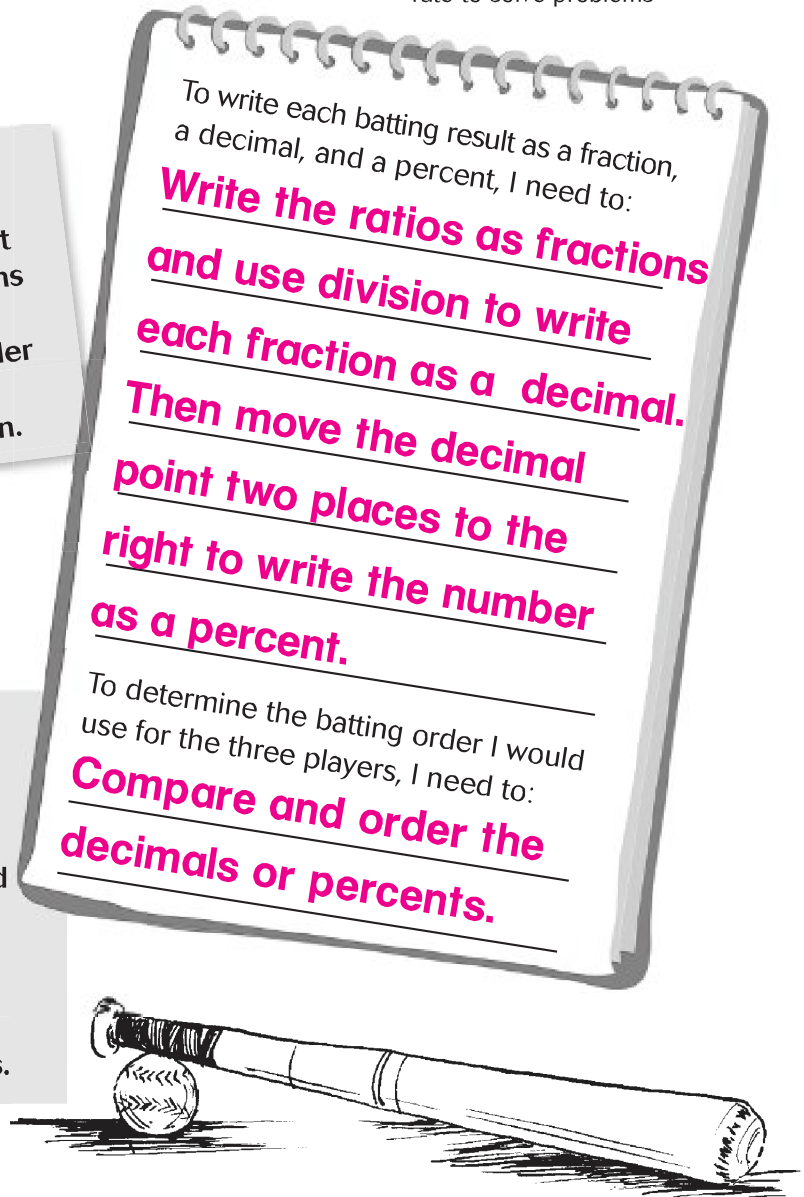 rate to solve problems
To write each batting result as a fraction,
a decimal, and a percent, I need to:
Write the ratios as fractions
and use division to write
each fraction as a decimal.
Then move the decimal
point two places to the
right to write the number
as a percent.
To determine the batting order I would
use for the three players, I need to:
Compare and order the
decimals or percents.